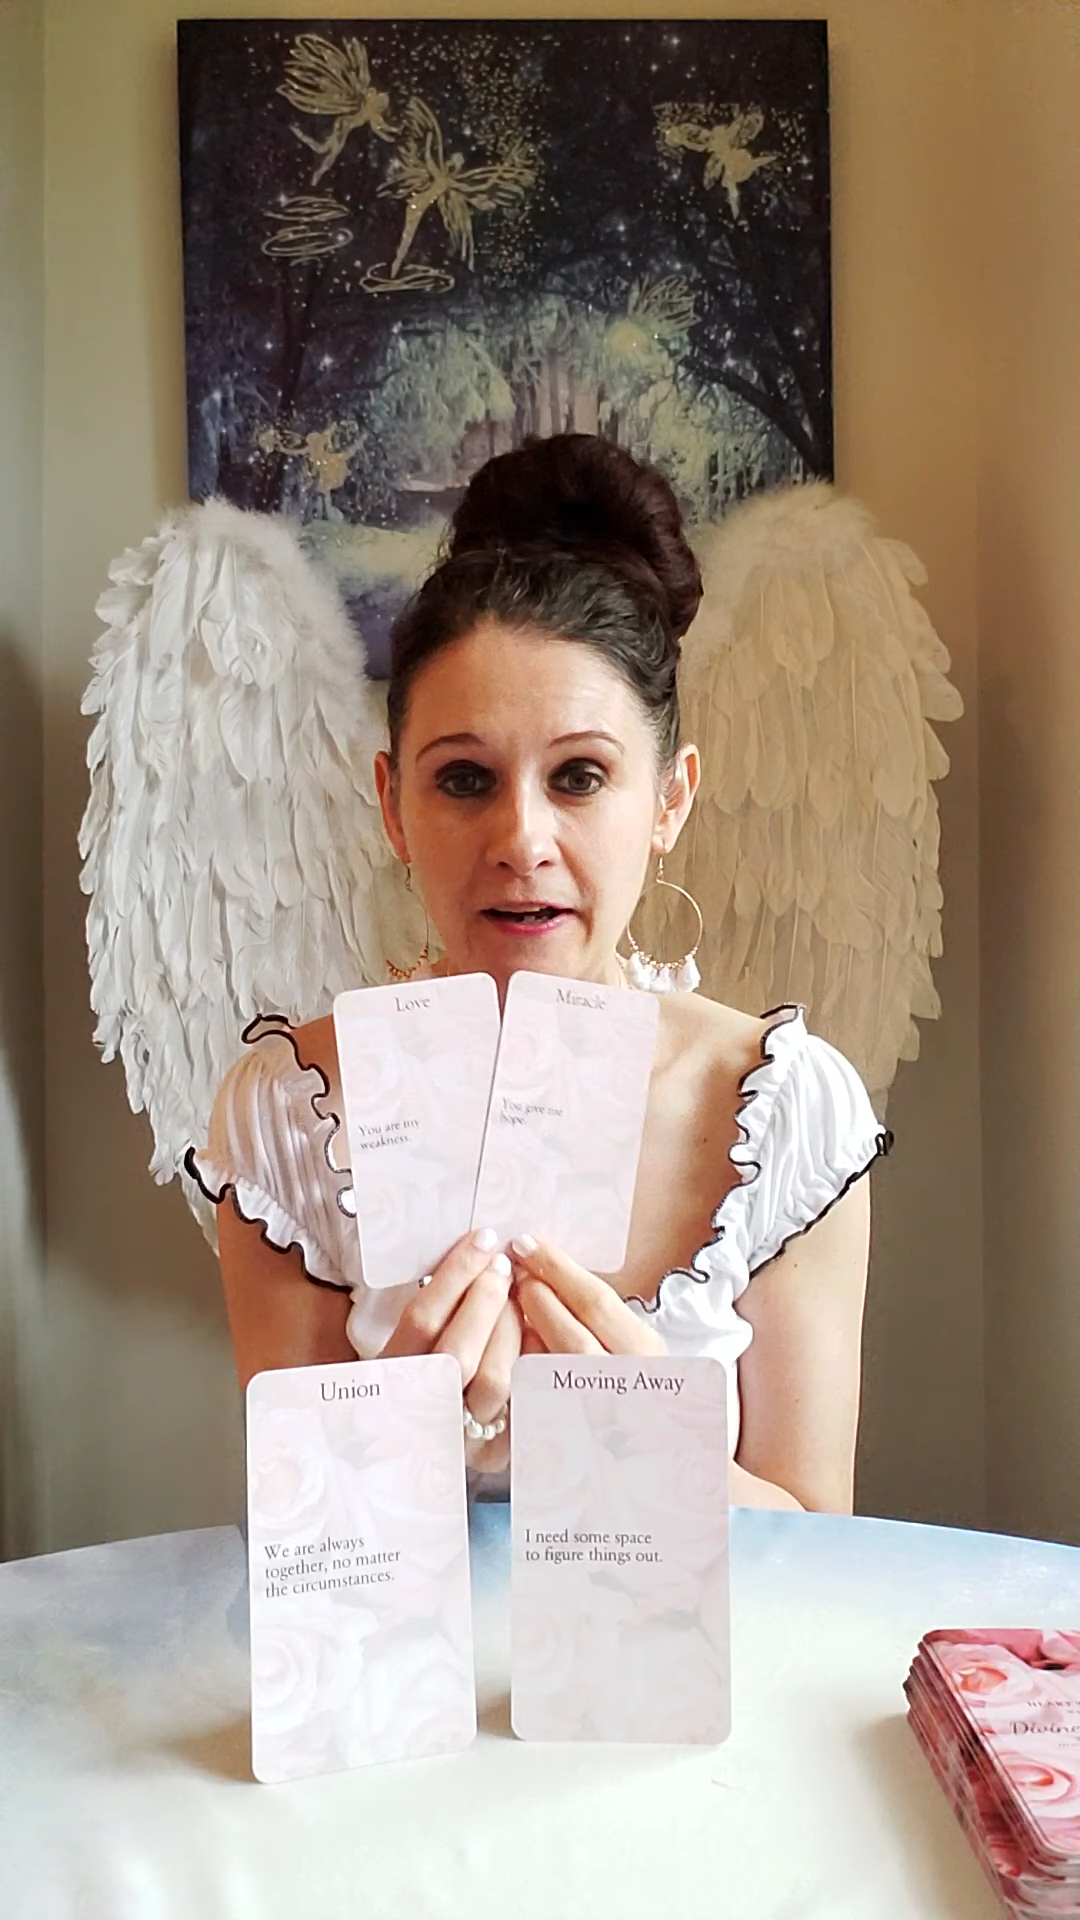 Love
You are my
weakness.
Miracle
You give me
hope.
Union
We are always
together, no matter
the circumstances.
Moving Away
I need some space
to figure things out.
Divine